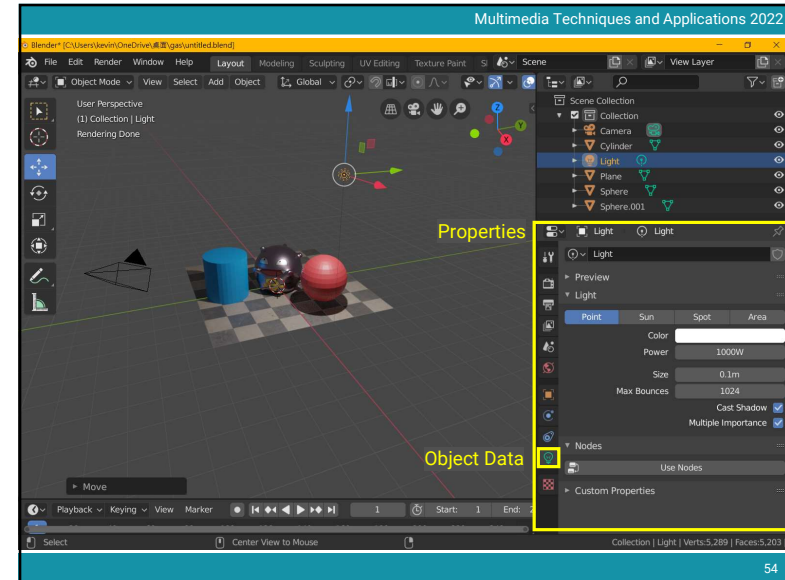 Multimedia Techniques and Applications 2022
Blender* [C:\Users\kevin\OneDrive\桌面\gas\untitled.blend]
File Edit Render Window Help Layout Modeling Sculpting UV Editing Texture Paint S Scene View Layer
Object Mode View Select Add Object Global
User Perspective
(1) Collection | Light
Rendering Done
Z
Y
X
Scene Collection
Collection
Camera
Cylinder
Light
Plane
Sphere
Sphere.001
Properties
Light Light
Light
Preview
Light
Point Sun Spot Area
Color
Power 1000W
Size 0.1m
Max Bounces 1024
Cast Shadow
Multiple Importance
Nodes
Use Nodes
Custom Properties
Object Data
Move
Playback Keying View Marker 1 Start: 1 End: 2
Select Center View to Mouse Collection | Light | Verts:5,289 | Faces:5,203
54